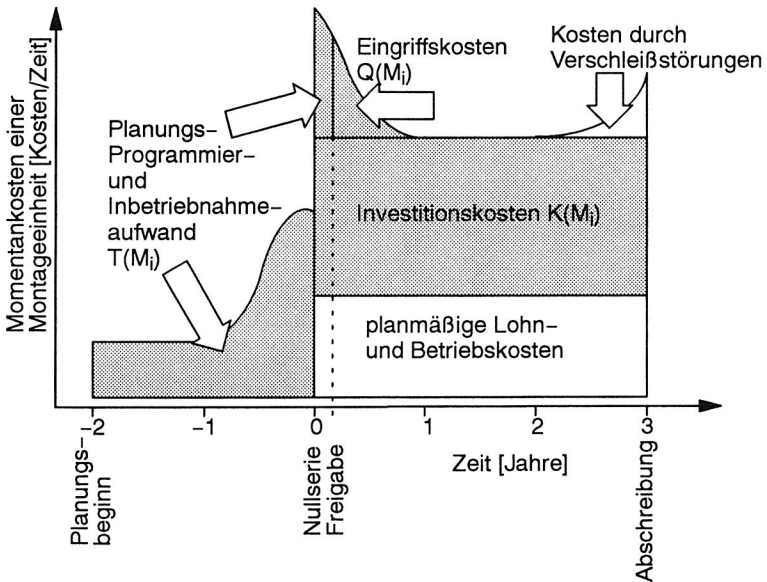 Momentankosten einer
Montageeinheit [Kosten/Zeit]
Planungs–
Programmier–
und
Inbetriebnahme–
aufwand
T(Mi)
Eingriffskosten
Q(Mi)
Kosten durch
Verschleißstörungen
Investitionskosten K(Mi)
planmäßige Lohn–
und Betriebskosten
–2
–1
0
1
2
3
Zeit [Jahre]
Planungs–
beginn
Nullserie
Freigabe
Abschreibung